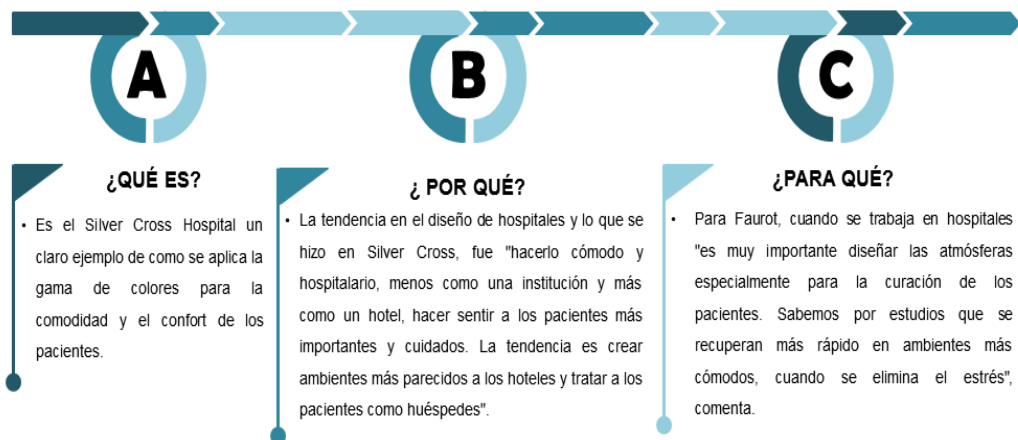 A
B
C
¿QUÉ ES?
• Es el Silver Cross Hospital un
claro ejemplo de como se aplica la
gama de colores para la
comodidad y el confort de los
pacientes.
¿ POR QUÉ?
• La tendencia en el diseño de hospitales y lo que se
hizo en Silver Cross, fue "hacerlo cómodo y
hospitalario, menos como una institución y más
como un hotel, hacer sentir a los pacientes más
importantes y cuidados. La tendencia es crear
ambientes más parecidos a los hoteles y tratar a los
pacientes como huéspedes".
¿PARA QUÉ?
• Para Faurot, cuando se trabaja en hospitales
"es muy importante diseñar las atmósferas
especialmente para la curación de los
pacientes. Sabemos por estudios que se
recuperan más rápido en ambientes más
cómodos, cuando se elimina el estrés",
comenta.